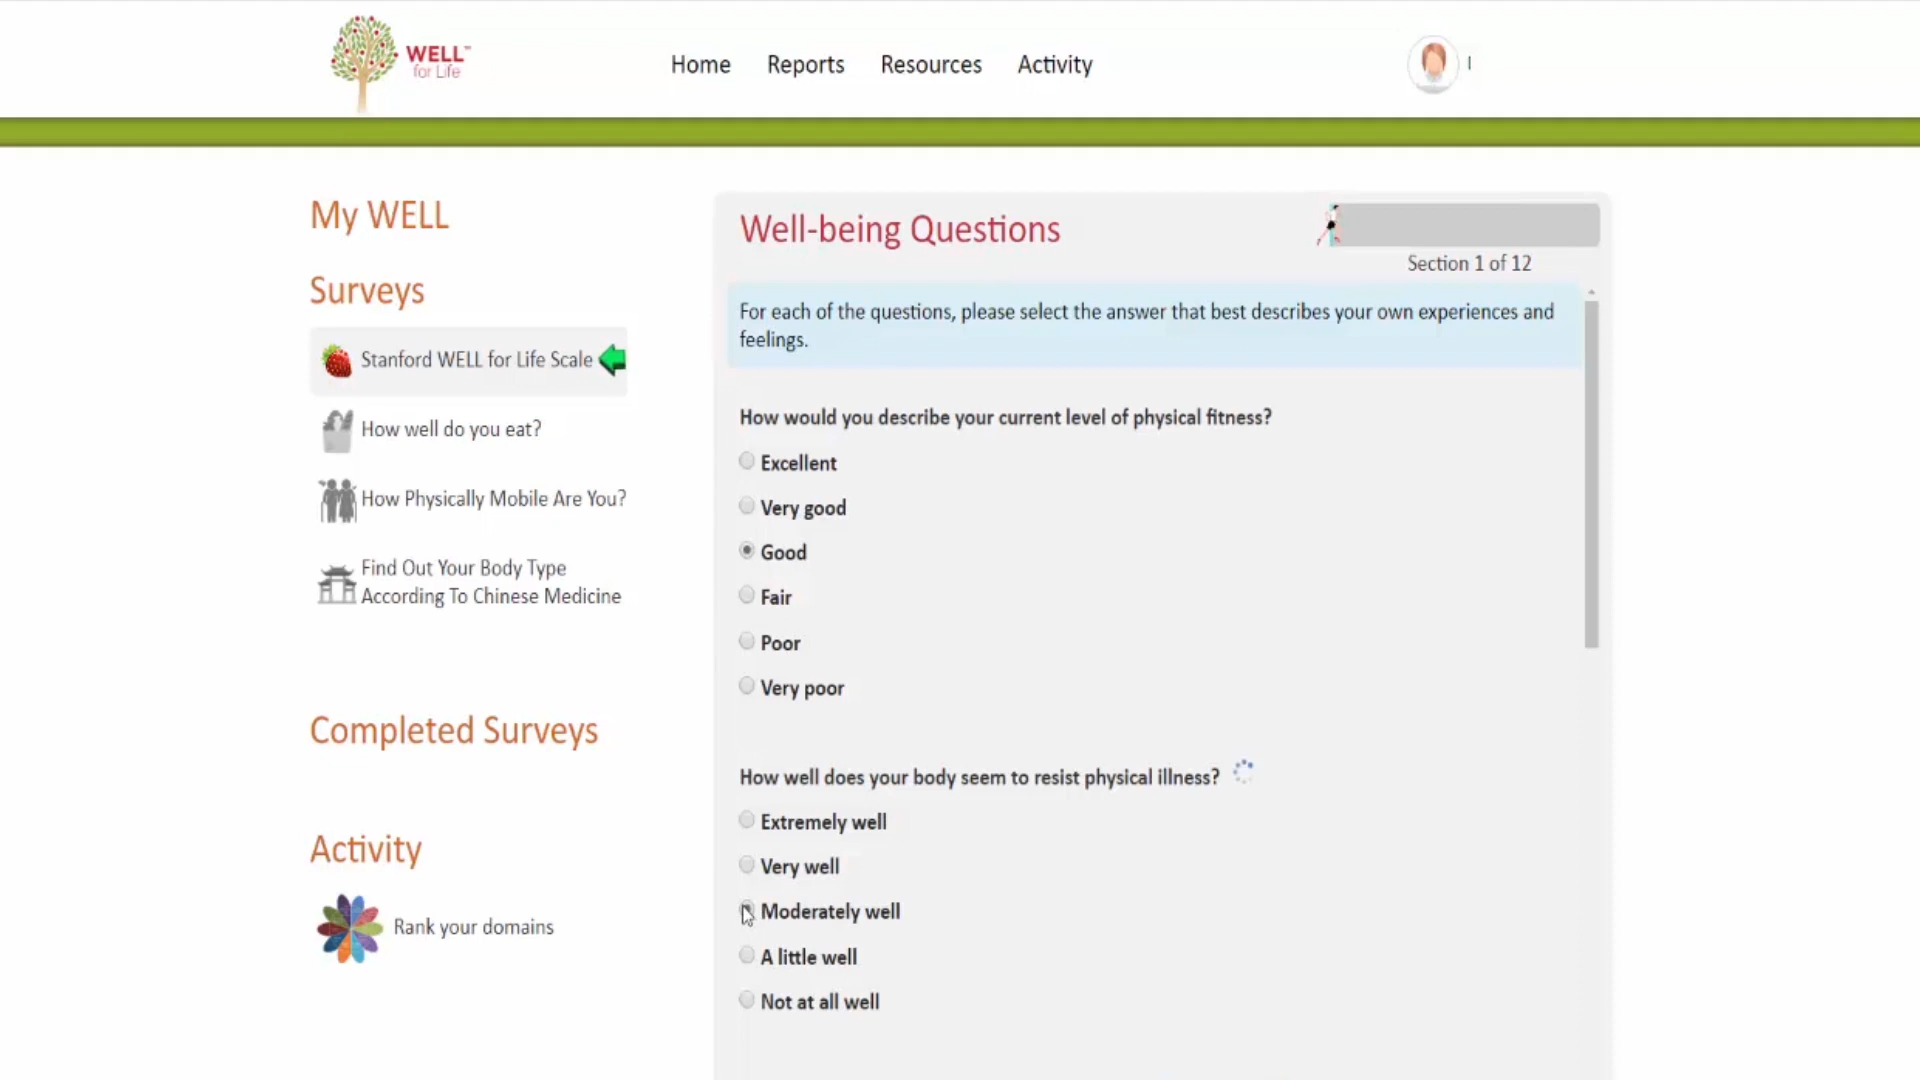 WELL™
for Life
Home
Reports
Resources
Activity
My WELL
Surveys
Stanford WELL for Life Scale
How well do you eat?
How Physically Mobile Are You?
Find Out Your Body Type
According To Chinese Medicine
Completed Surveys
Activity
Rank your domains
Well-being Questions
Section 1 of 12
For each of the questions, please select the answer that best describes your own experiences and
feelings.
How would you describe your current level of physical fitness?
Excellent
Very good
Good
Fair
Poor
Very poor
How well does your body seem to resist physical illness?
Extremely well
Very well
Moderately well
A little well
Not at all well